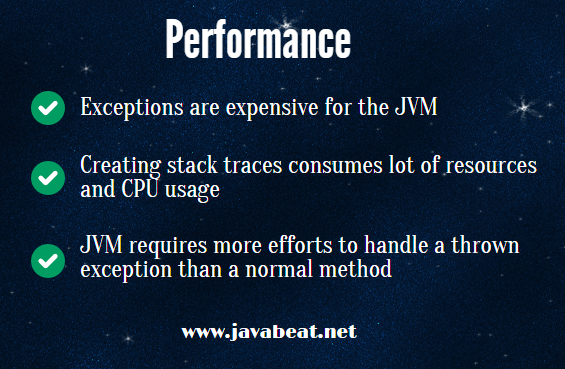 Performance
Exceptions are expensive for the JVM
Creating stack traces consumes lot of resources
and CPU usage
JVM requires more efforts to handle a thrown
exception than a normal method
www.javabeat.net